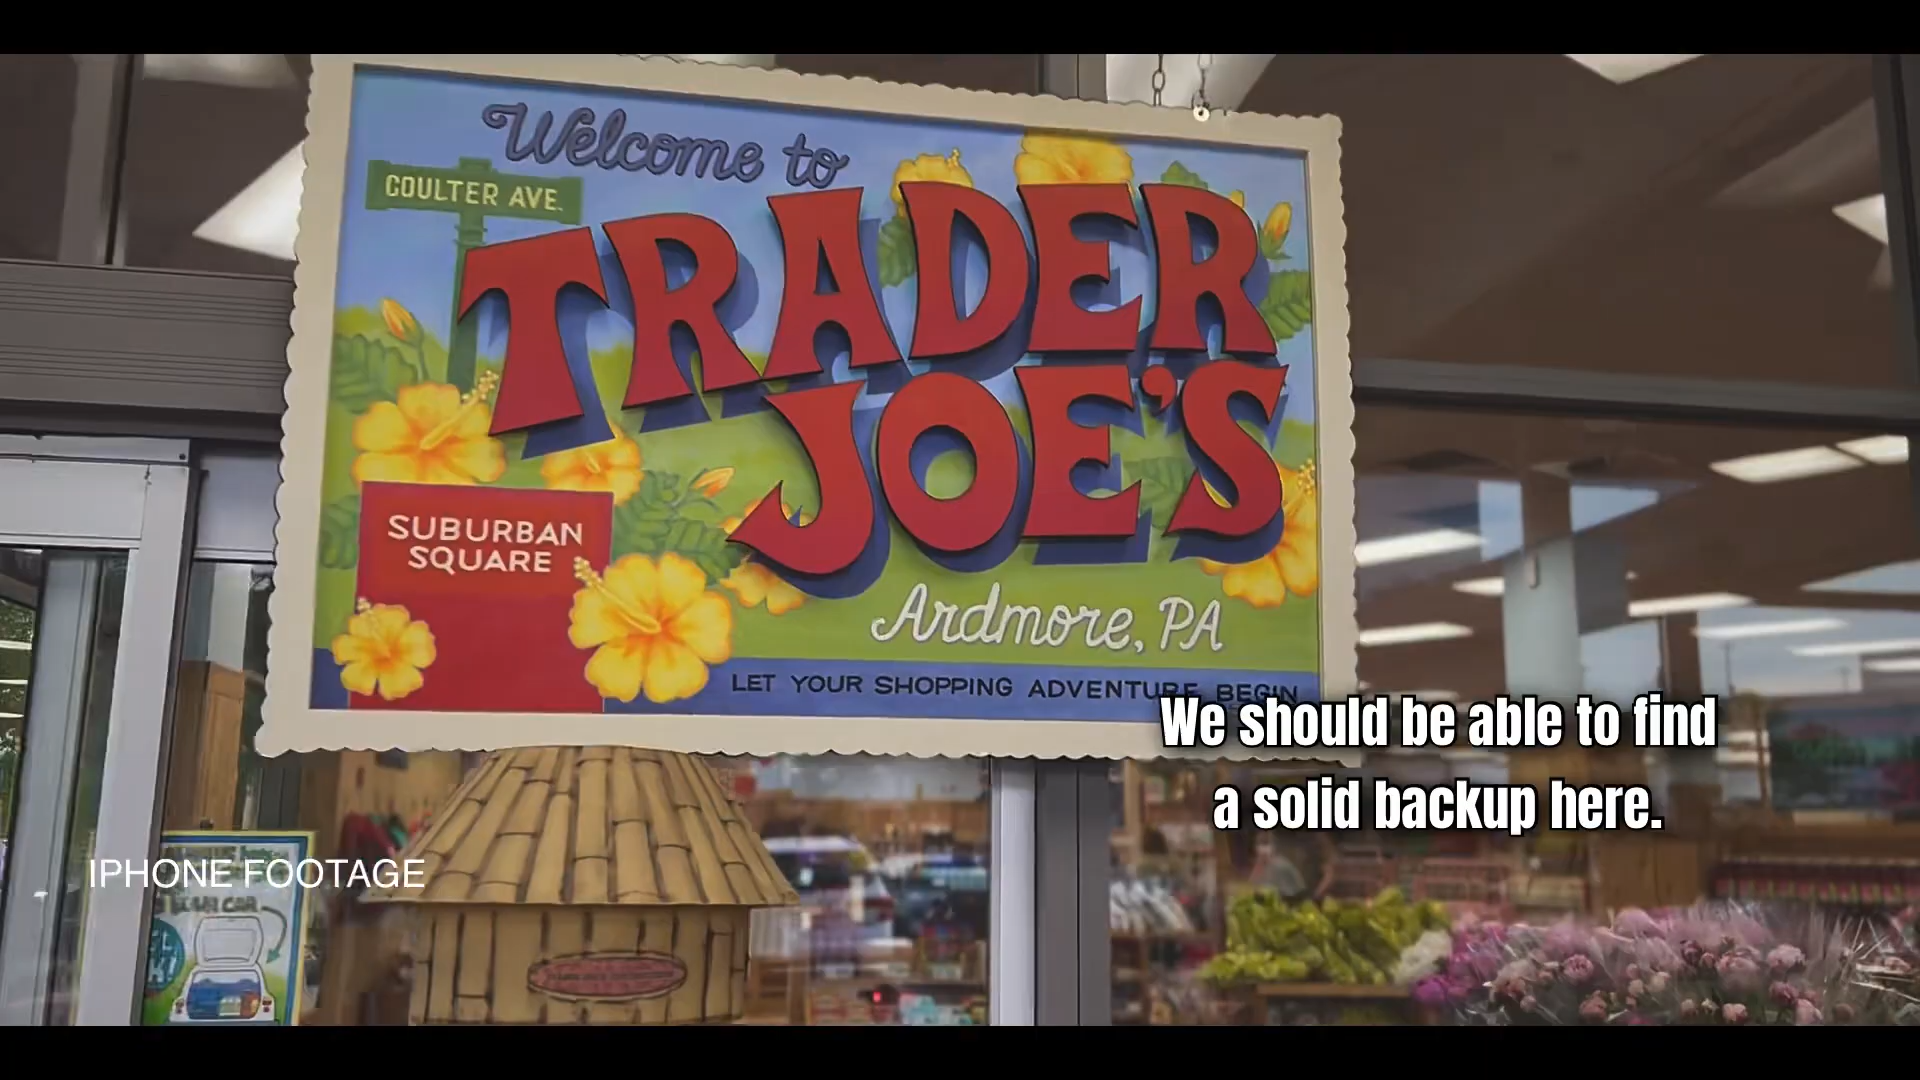 Welcome to
COULTER AVE.
TRADER
JOE'S
SUBURBAN
SQUARE
Ardmore, PA
LET YOUR SHOPPING ADVENTURE BEGIN
We should be able to find
a solid backup here.
IPHONE FOOTAGE